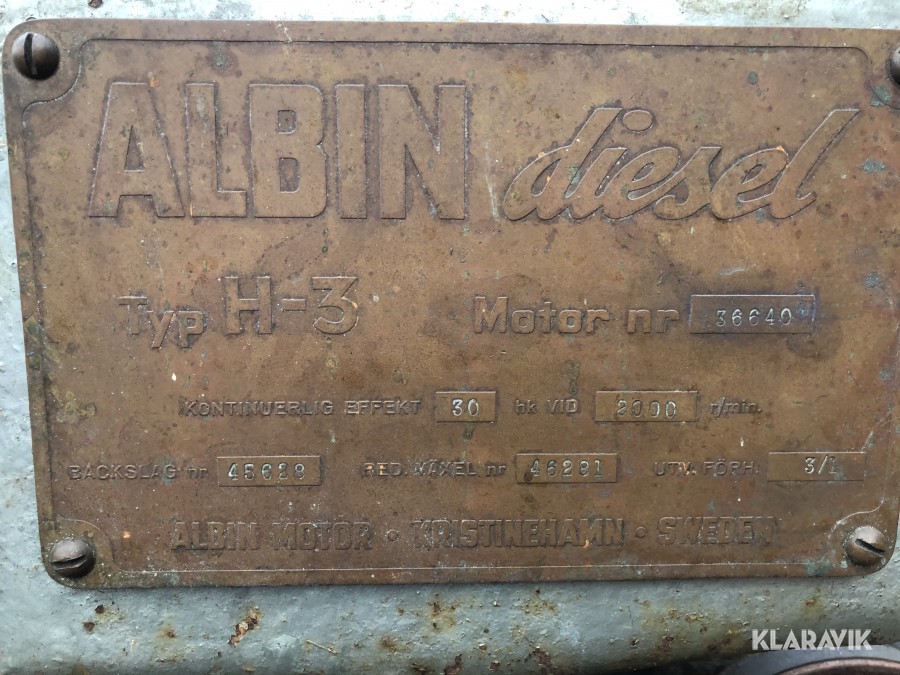 ALBIN diesel
Typ H-3 Motor nr 36640
KONTINUERLIG EFFEKT 30 hk VID 2000 r/min.
BACKSLAG nr 45628 RED. VÄXEL nr 46281 UTV. FÖRH. 3/1
ALBIN MOTOR · KRISTINEHAMN · SWEDEN
KLARAVIK